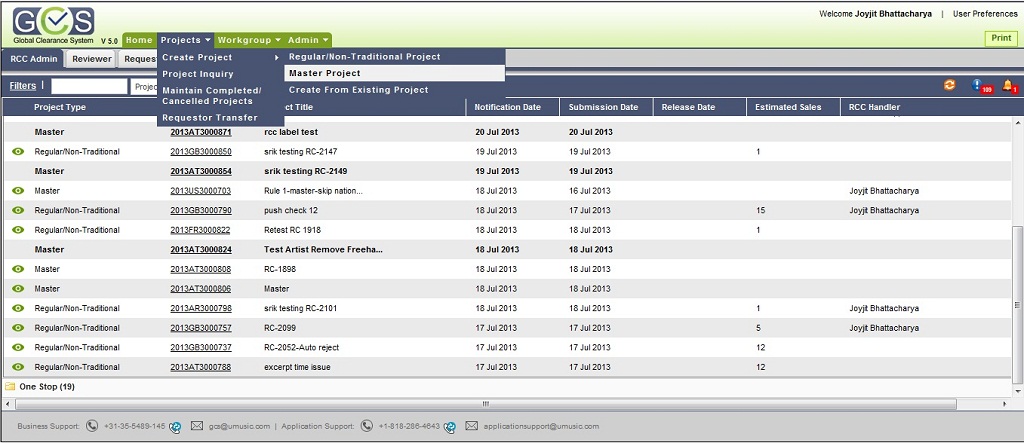 GCS
Welcome Joyjit Bhattacharya | User Preferences
Global Clearance System V 5.0
Home Projects Workgroup Admin
Print
RCC Admin Reviewer Reques
Create Project
Project Inquiry
Maintain Completed/
Cancelled Projects
Requestor Transfer
Regular/Non-Traditional Project
Master Project
Create From Existing Project
Filters | Projec
109 1
Project Type ct Title Notification Date Submission Date Release Date Estimated Sales RCC Handler
Master 2013AT3000871 rcc label test 20 Jul 2013 20 Jul 2013
Regular/Non-Traditional 2013GB3000850 srik testing RC-2147 19 Jul 2013 19 Jul 2013 1
Master 2013AT3000854 srik testing RC-2149 19 Jul 2013 19 Jul 2013
Master 2013US3000703 Rule 1-master-skip nation... 18 Jul 2013 16 Jul 2013 Joyjit Bhattacharya
Regular/Non-Traditional 2013GB3000790 push check 12 18 Jul 2013 17 Jul 2013 15 Joyjit Bhattacharya
Regular/Non-Traditional 2013FR3000822 Retest RC 1918 18 Jul 2013 18 Jul 2013 1
Master 2013AT3000824 Test Artist Remove Freeha... 18 Jul 2013 18 Jul 2013
Master 2013AT3000808 RC-1898 18 Jul 2013 18 Jul 2013
Master 2013AT3000806 Master 18 Jul 2013 18 Jul 2013
Regular/Non-Traditional 2013AR3000798 srik testing RC-2101 18 Jul 2013 18 Jul 2013 1 Joyjit Bhattacharya
Regular/Non-Traditional 2013GB3000757 RC-2099 17 Jul 2013 17 Jul 2013 5 Joyjit Bhattacharya
Regular/Non-Traditional 2013GB3000737 RC-2052-Auto reject 17 Jul 2013 17 Jul 2013 12
Regular/Non-Traditional 2013AT3000788 excerpt time issue 17 Jul 2013 17 Jul 2013 12
One Stop (19)
Business Support: +31-35-5489-145 gcs@umusic.com | Application Support: +1-818-286-4643 applicationsupport@umusic.com